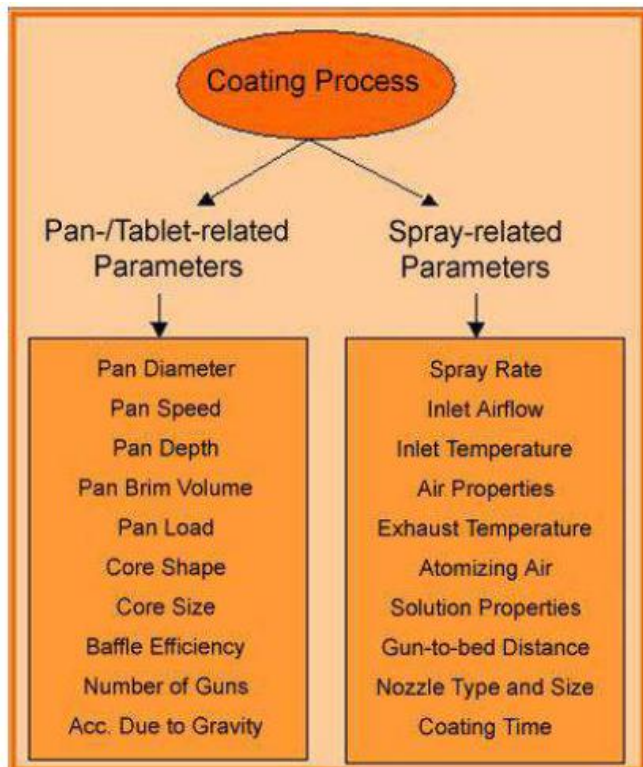 Coating Process
Pan-/Tablet-related
Parameters
Pan Diameter
Pan Speed
Pan Depth
Pan Brim Volume
Pan Load
Core Shape
Core Size
Baffle Efficiency
Number of Guns
Acc. Due to Gravity
Spray-related
Parameters
Spray Rate
Inlet Airflow
Inlet Temperature
Air Properties
Exhaust Temperature
Atomizing Air
Solution Properties
Gun-to-bed Distance
Nozzle Type and Size
Coating Time